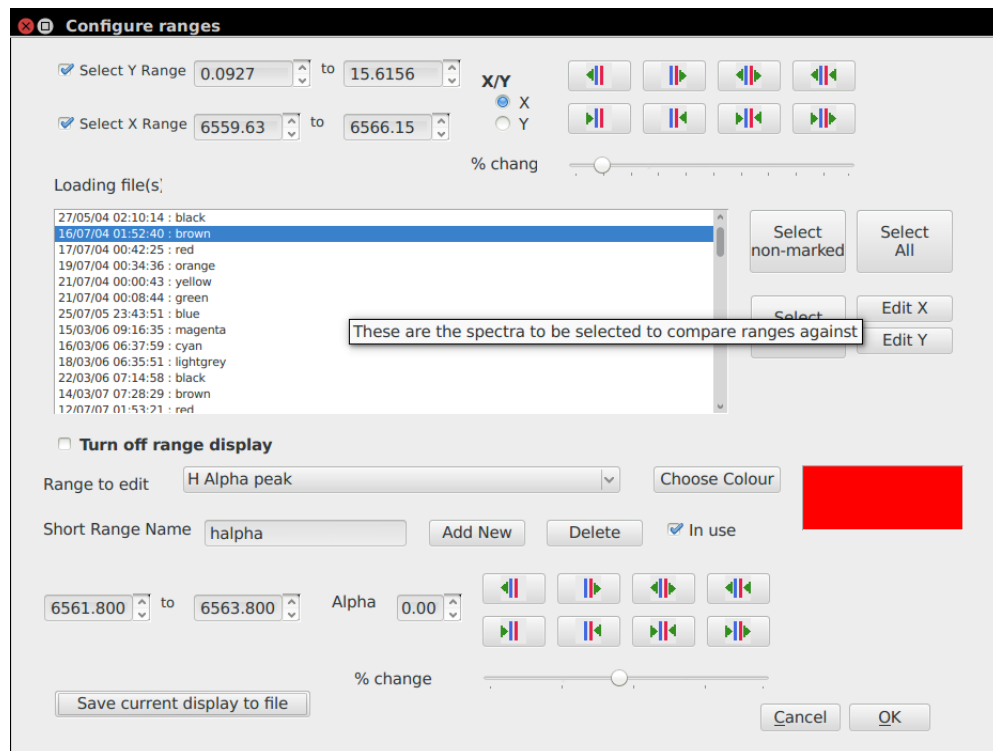 Configure ranges
Select Y Range 0.0927 to 15.6156
X/Y
X
Select X Range 6559.63 to 6566.15
Y
% chang
Loading file(s)
27/05/04 02:10:14 : black
16/07/04 01:52:40 : brown
17/07/04 00:42:25 : red
19/07/04 00:34:36 : orange
21/07/04 00:00:43 : yellow
21/07/04 00:08:44 : green
25/07/05 23:43:51 : blue
15/03/06 09:16:35 : magenta
16/03/06 06:37:59 : cyan
18/03/06 06:35:51 : lightgrey
22/03/06 07:14:58 : black
14/03/07 07:28:29 : brown
12/07/07 01:53:21 : red
Select non-marked
Select All
Select
Edit X
These are the spectra to be selected to compare ranges against
Edit Y
Turn off range display
Range to edit H Alpha peak Choose Colour
Short Range Name halpha Add New Delete In use
6561.800 to 6563.800 Alpha 0.00
% change
Save current display to file
Cancel OK